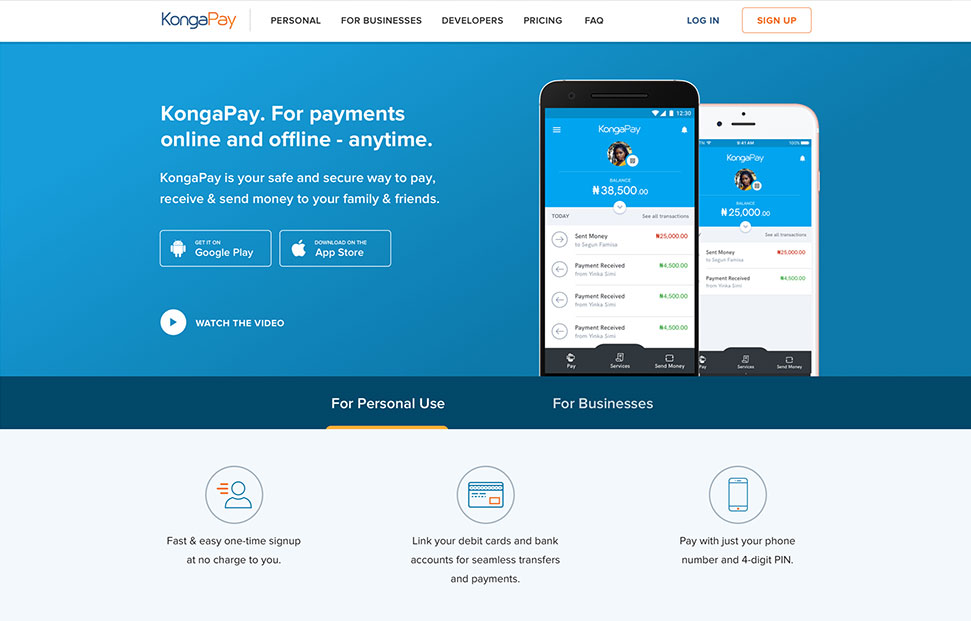 KongaPay
PERSONAL
FOR BUSINESSES
DEVELOPERS
PRICING
FAQ
LOG IN
SIGN UP
KongaPay. For payments
online and offline - anytime.
KongaPay is your safe and secure way to pay,
receive & send money to your family & friends.
GET IT ON
Google Play
DOWNLOAD ON THE
App Store
WATCH THE VIDEO
12:30
KongaPay
BALANCE
₦38,500.00
TODAY
See all transactions
Sent Money
₦25,000.00
to Segun Famisa
Payment Received
₦4,500.00
from Yinka Simi
Payment Received
₦4,500.00
from Yinka Simi
Payment Received
₦4,500.00
from Yinka Simi
Pay
Services
Send Money
9:41 AM
100%
KongaPay
BALANCE
₦25,000.00
See all transactions
Sent Money
₦25,000.00
to Segun Famisa
Payment Received
₦4,500.00
from Yinka Simi
Pay
Services
Send Money
For Personal Use
For Businesses
Fast & easy one-time signup
at no charge to you.
Link your debit cards and bank
accounts for seamless transfers
and payments.
Pay with just your phone
number and 4-digit PIN.